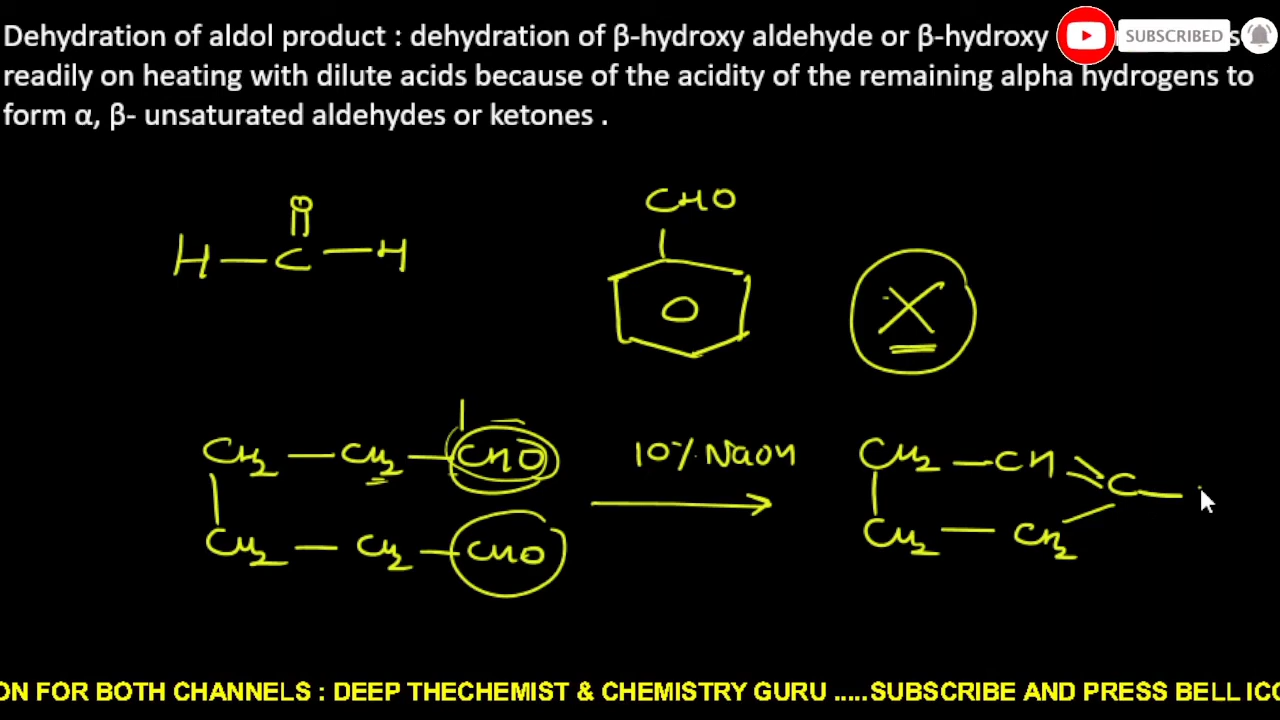 Dehydration of aldol product : dehydration of β-hydroxy aldehyde or β-hydroxy
SUBSCRIBED
readily on heating with dilute acids because of the acidity of the remaining alpha hydrogens to
form α, β- unsaturated aldehydes or ketones .
O
H — C — H
CHO
X
CH2 — CH2 — CHO
10% NaOH
CH2 — CH = C —
CH2 — CH2 — CHO
CH2 — CH2
ON FOR BOTH CHANNELS : DEEP THECHEMIST & CHEMISTRY GURU .....SUBSCRIBE AND PRESS BELL ICO